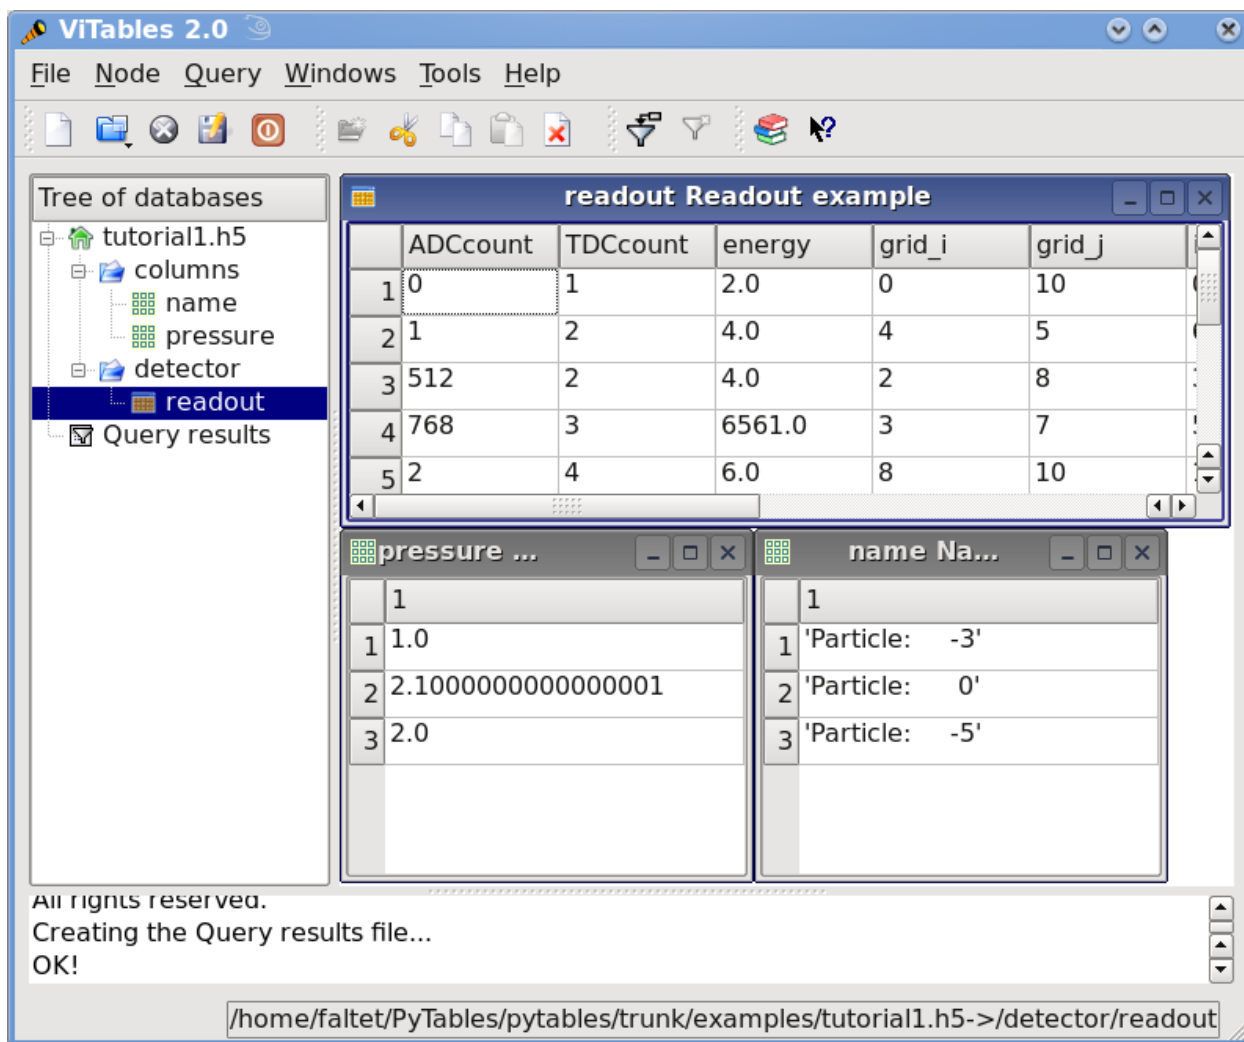 ViTables 2.0
File Node Query Windows Tools Help
Tree of databases
tutorial1.h5
columns
name
pressure
detector
readout
Query results
readout Readout example
ADCcount TDCcount energy grid_i grid_j
1 0 1 2.0 0 10
2 1 2 4.0 4 5
3 512 2 4.0 2 8
4 768 3 6561.0 3 7
5 2 4 6.0 8 10
pressure ...
1
1 1.0
2 2.1000000000000001
3 2.0
name Na...
1
1 'Particle:     -3'
2 'Particle:      0'
3 'Particle:     -5'
All rights reserved.
Creating the Query results file...
OK!
/home/faltet/PyTables/pytables/trunk/examples/tutorial1.h5->/detector/readout